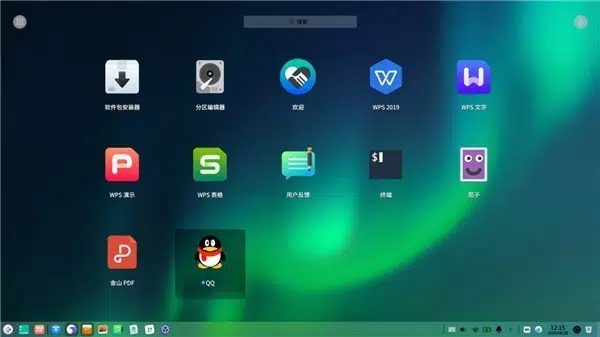 搜索
软件包安装器
分区编辑器
欢迎
WPS 2019
WPS 文字
WPS 演示
WPS 表格
用户反馈
$
终端
茄子
金山 PDF
QQ
12:15